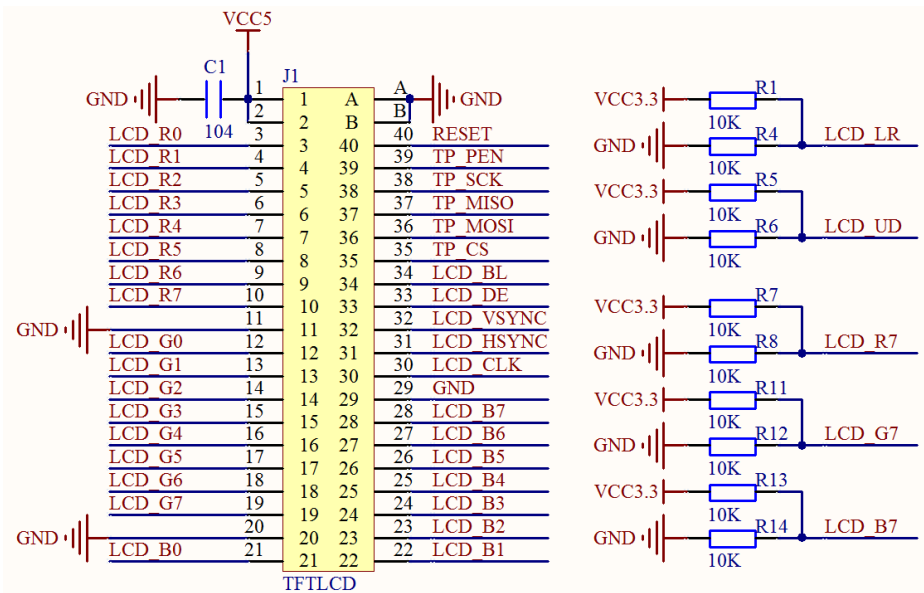 VCC5
C1
J1
GND
104
1
1
A
A
GND
2
2
B
B
LCD_R0
3
3
40
40
RESET
LCD_R1
4
4
39
39
TP_PEN
LCD_R2
5
5
38
38
TP_SCK
LCD_R3
6
6
37
37
TP_MISO
LCD_R4
7
7
36
36
TP_MOSI
LCD_R5
8
8
35
35
TP_CS
LCD_R6
9
9
34
34
LCD_BL
LCD_R7
10
10
33
33
LCD_DE
GND
11
11
32
32
LCD_VSYNC
LCD_G0
12
12
31
31
LCD_HSYNC
LCD_G1
13
13
30
30
LCD_CLK
LCD_G2
14
14
29
29
GND
LCD_G3
15
15
28
28
LCD_B7
LCD_G4
16
16
27
27
LCD_B6
LCD_G5
17
17
26
26
LCD_B5
LCD_G6
18
18
25
25
LCD_B4
LCD_G7
19
19
24
24
LCD_B3
GND
20
20
23
23
LCD_B2
LCD_B0
21
21
22
22
LCD_B1
TFTLCD
VCC3.3
R1
10K
GND
R4
10K
LCD_LR
VCC3.3
R5
10K
GND
R6
10K
LCD_UD
VCC3.3
R7
10K
GND
R8
10K
LCD_R7
VCC3.3
R11
10K
GND
R12
10K
LCD_G7
VCC3.3
R13
10K
GND
R14
10K
LCD_B7